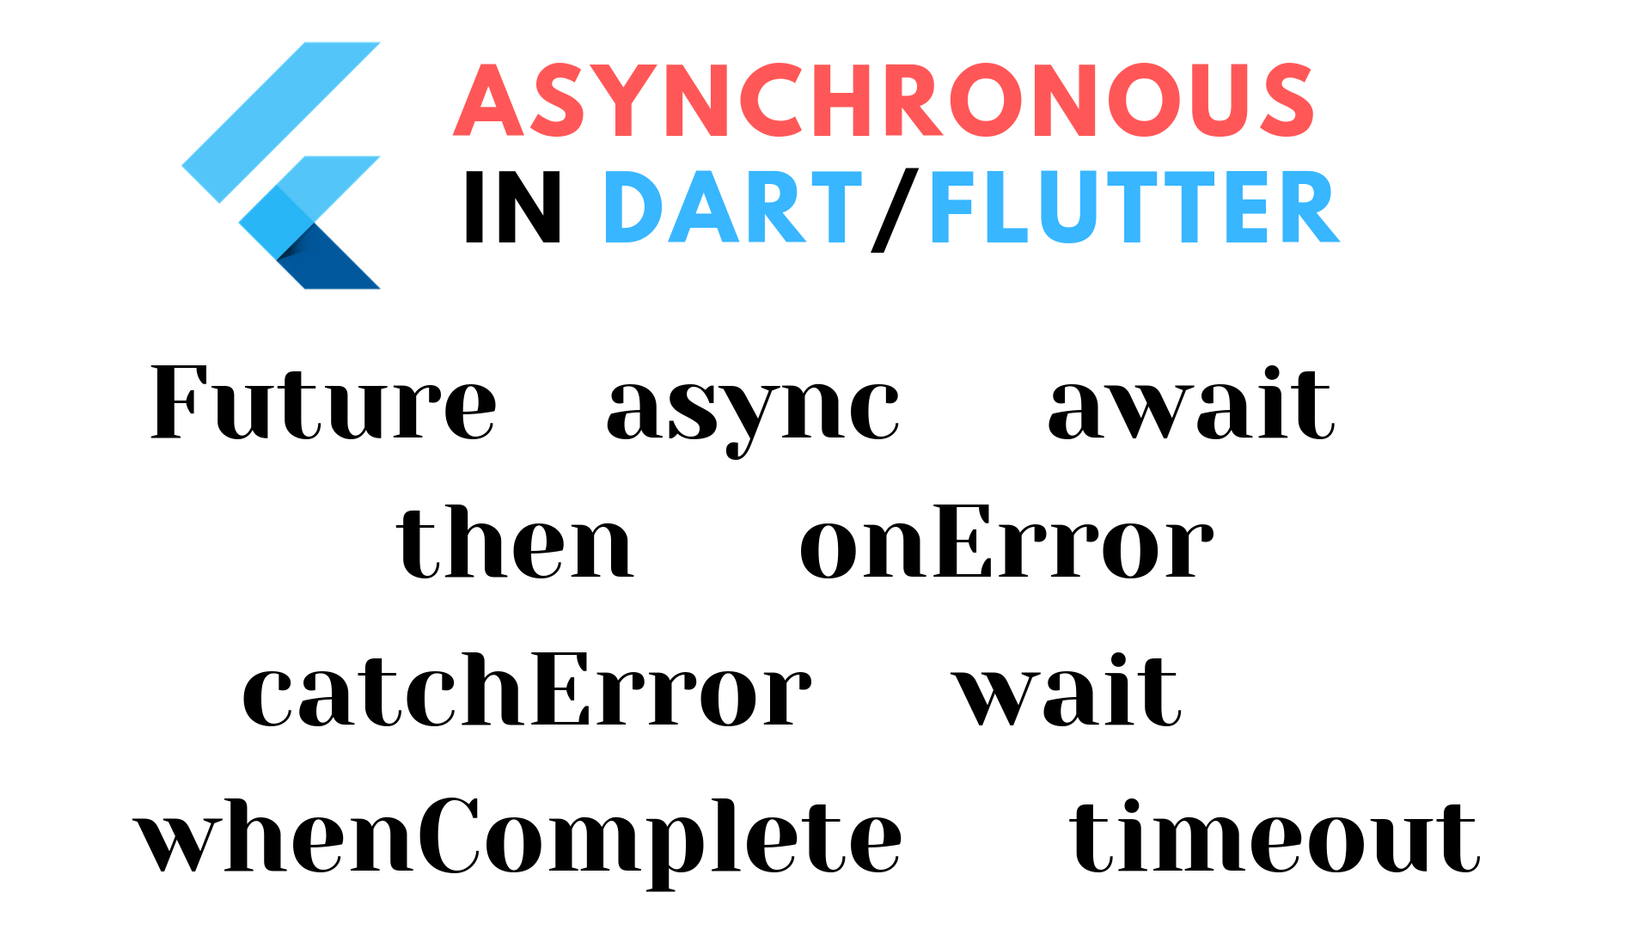 ASYNCHRONOUS
IN DART/FLUTTER
Future async await
then onError
catchError wait
whenComplete timeout